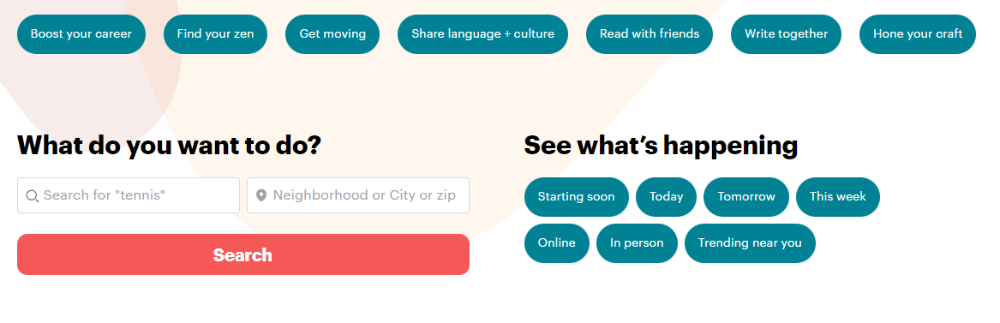 Boost your career
Find your zen
Get moving
Share language + culture
Read with friends
Write together
Hone your craft
What do you want to do?
Search for "tennis"
Neighborhood or City or zip
Search
See what’s happening
Starting soon
Today
Tomorrow
This week
Online
In person
Trending near you